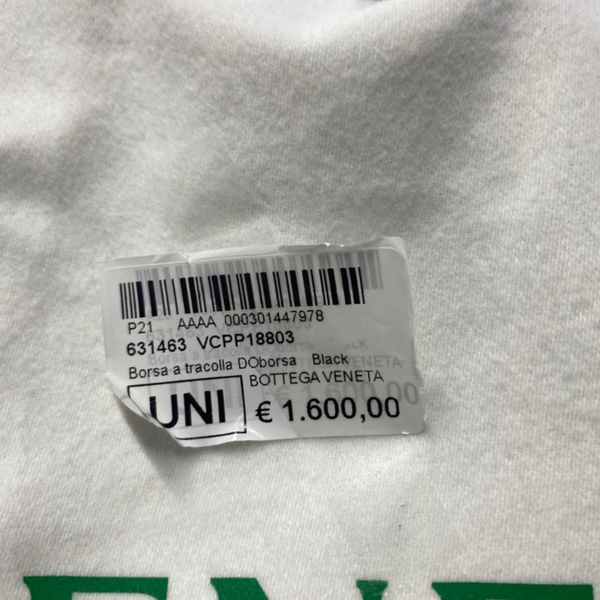 P21 AAAA 000301447978
631463 VCPP18803
Borsa a tracolla DOborsa Black
BOTTEGA VENETA
UNI € 1.600,00